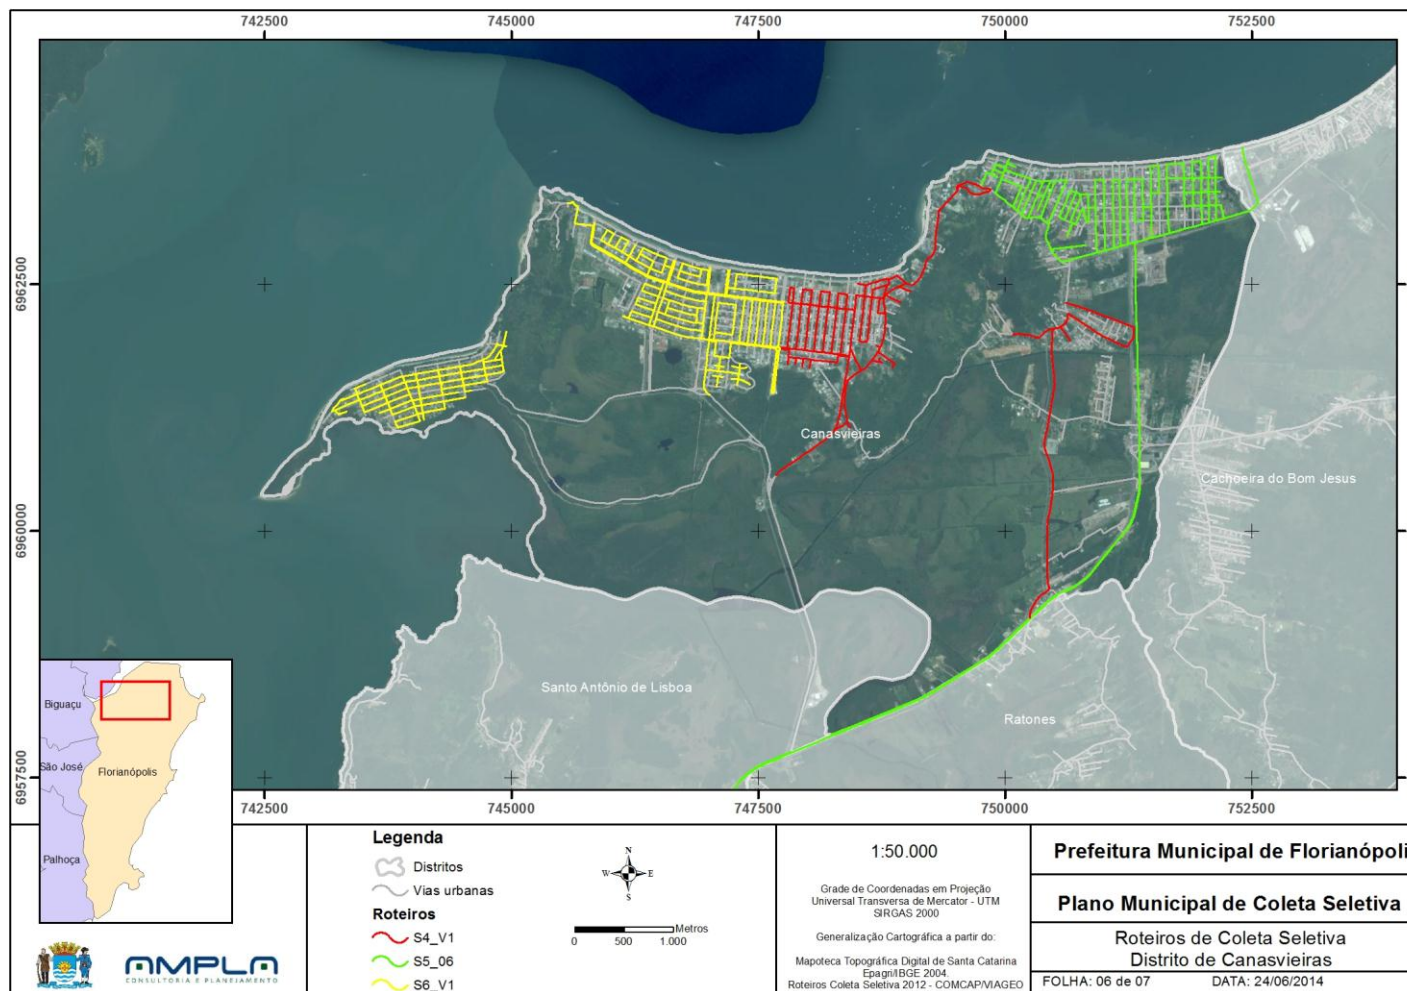 742500 745000 747500 750000 752500
6962500
6960000
6957500
Canasvieiras
Cachoeira do Bom Jesus
Santo Antônio de Lisboa
Ratones
Biguaçu
São José
Florianópolis
Palhoça
742500 745000 747500 750000 752500
AMPLA
CONSULTORIA E PLANEJAMENTO
Legenda
Distritos
Vias urbanas
Roteiros
S4_V1
S5_06
S6_V1
N
W E
S
Metros
0 500 1.000
1:50.000
Grade de Coordenadas em Projeção
Universal Transversa de Mercator - UTM
SIRGAS 2000
Generalização Cartográfica a partir do:
Mapoteca Topográfica Digital de Santa Catarina
Epagri/IBGE 2004.
Roteiros Coleta Seletiva 2012 - COMCAP/VIAGEO
Prefeitura Municipal de Florianópoli
Plano Municipal de Coleta Seletiva
Roteiros de Coleta Seletiva
Distrito de Canasvieiras
FOLHA: 06 de 07 DATA: 24/06/2014